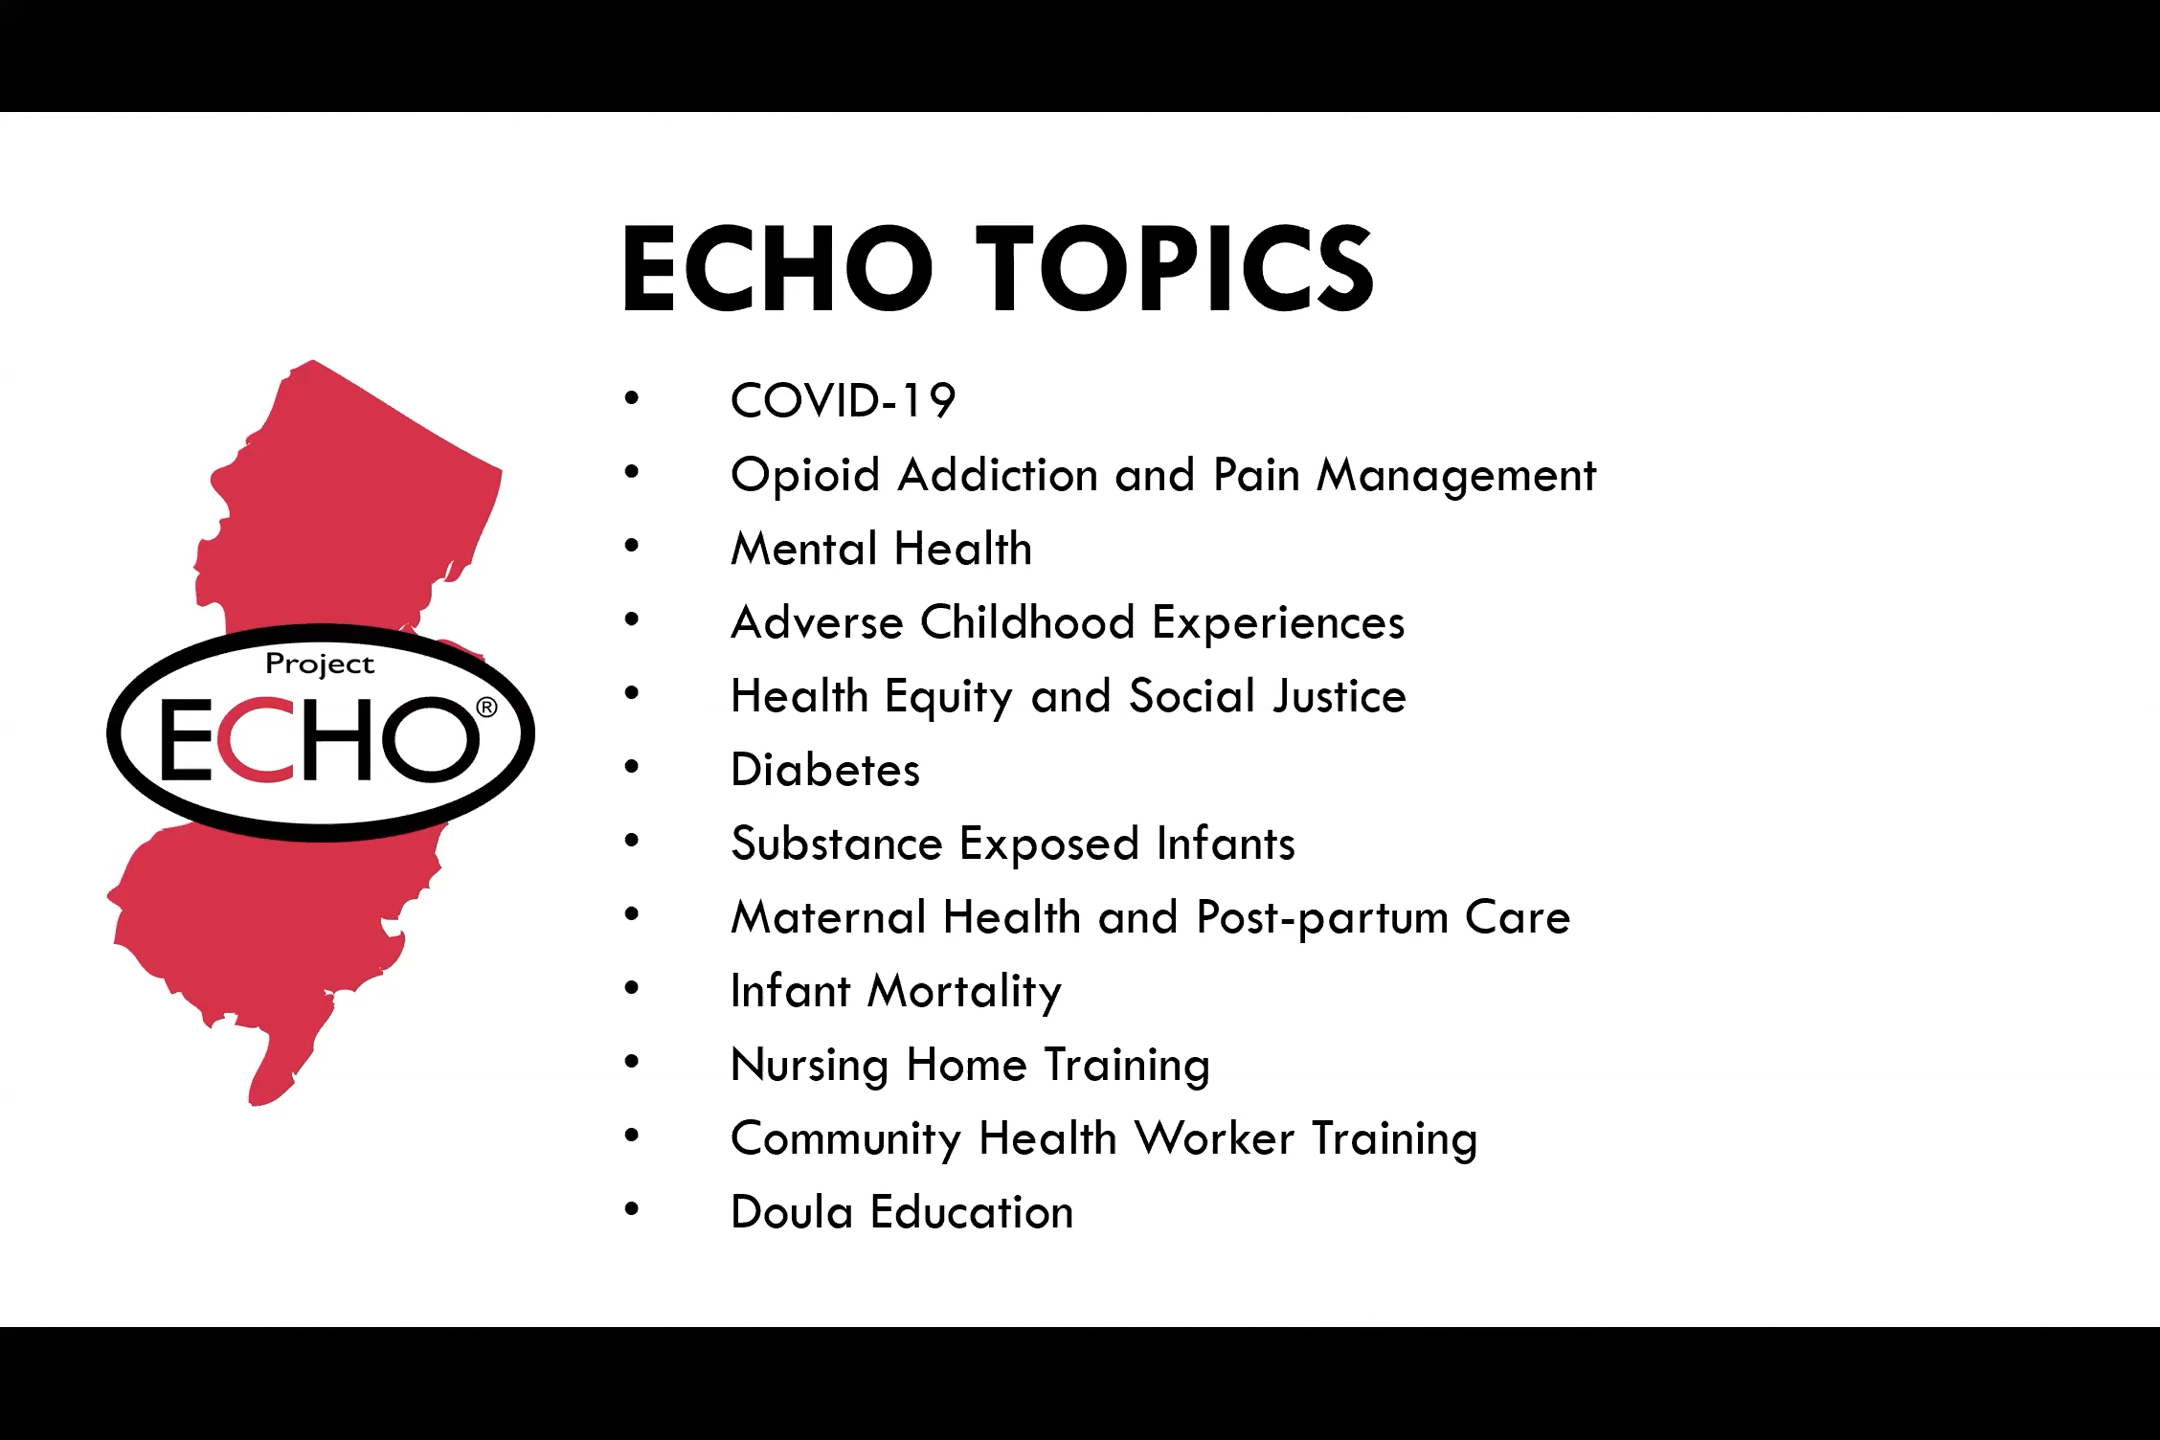 ECHO TOPICS
• COVID-19
• Opioid Addiction and Pain Management
• Mental Health
• Adverse Childhood Experiences
• Health Equity and Social Justice
• Diabetes
• Substance Exposed Infants
• Maternal Health and Post-partum Care
• Infant Mortality
• Nursing Home Training
• Community Health Worker Training
• Doula Education
Project
ECHO®